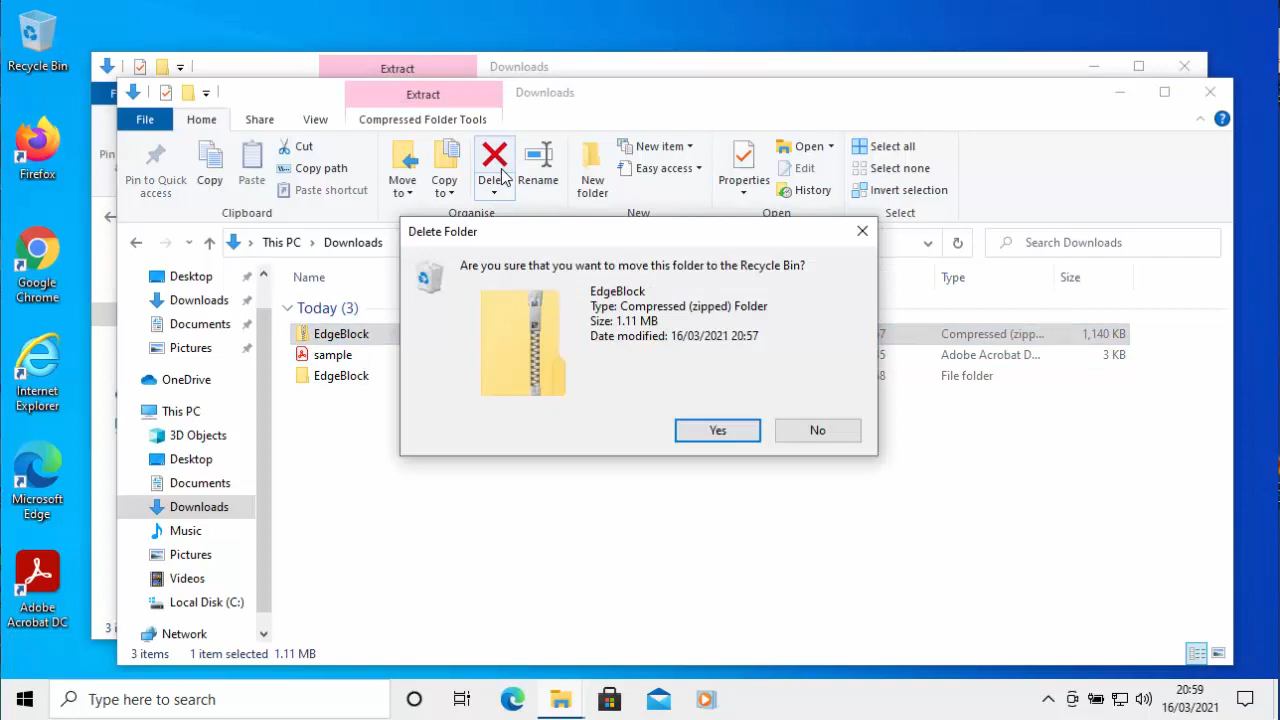 Recycle Bin
Firefox
Google
Chrome
Internet
Explorer
Microsoft
Edge
Adobe
Acrobat DC
Extract
Downloads
Extract
Downloads
File
Home
Share
View
Compressed Folder Tools
Pin to Quick
access
Copy
Paste
Cut
Copy path
Paste shortcut
Clipboard
Move
to
Copy
to
Delete
Rename
Organise
New
folder
New item
Easy access
New
Properties
Open
Edit
History
Open
Select all
Select none
Invert selection
Select
This PC
Downloads
Search Downloads
Desktop
Downloads
Documents
Pictures
OneDrive
This PC
3D Objects
Desktop
Documents
Downloads
Music
Pictures
Videos
Local Disk (C:)
Network
Name
Type
Size
Today (3)
EdgeBlock
Compressed (zipp...
1,140 KB
sample
Adobe Acrobat D...
3 KB
EdgeBlock
File folder
Delete Folder
Are you sure that you want to move this folder to the Recycle Bin?
EdgeBlock
Type: Compressed (zipped) Folder
Size: 1.11 MB
Date modified: 16/03/2021 20:57
Yes
No
3 items
1 item selected 1.11 MB
Type here to search
20:59
16/03/2021